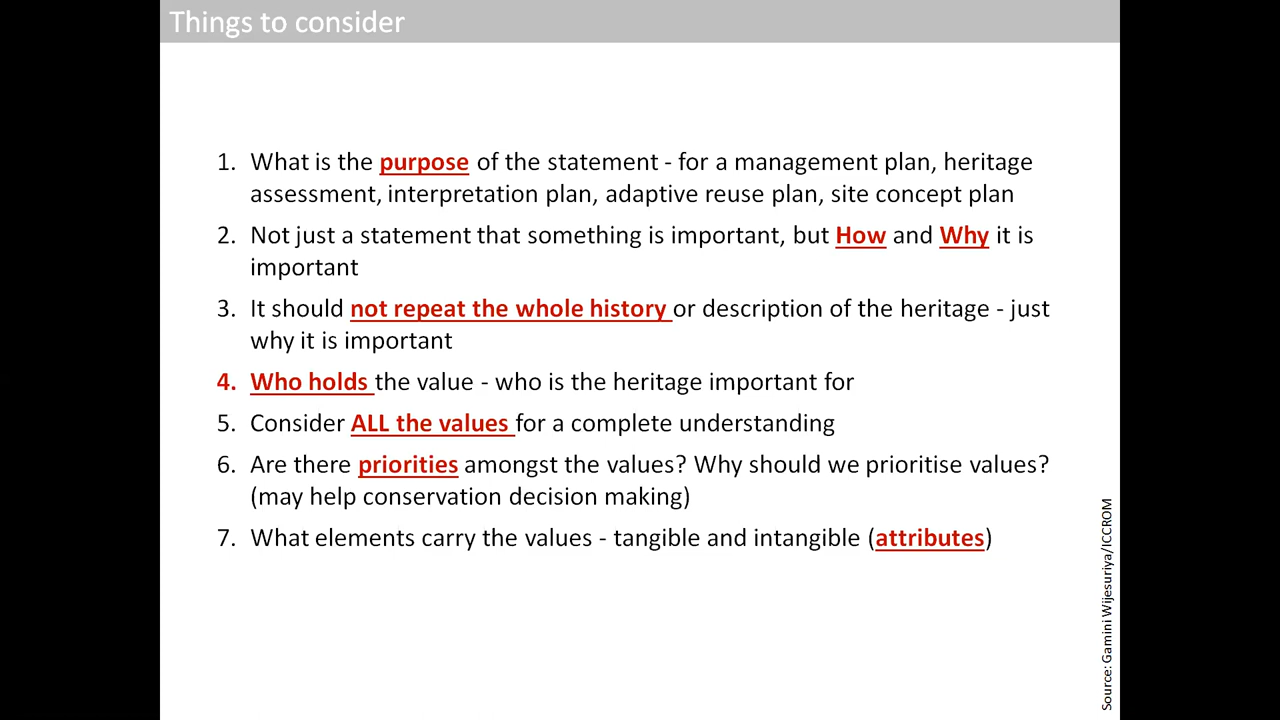 Things to consider
1. What is the purpose of the statement - for a management plan, heritage
assessment, interpretation plan, adaptive reuse plan, site concept plan
2. Not just a statement that something is important, but How and Why it is
important
3. It should not repeat the whole history or description of the heritage - just
why it is important
4. Who holds the value - who is the heritage important for
5. Consider ALL the values for a complete understanding
6. Are there priorities amongst the values? Why should we prioritise values?
(may help conservation decision making)
7. What elements carry the values - tangible and intangible (attributes)
Source: Gamini Wijesuriya/ICCROM